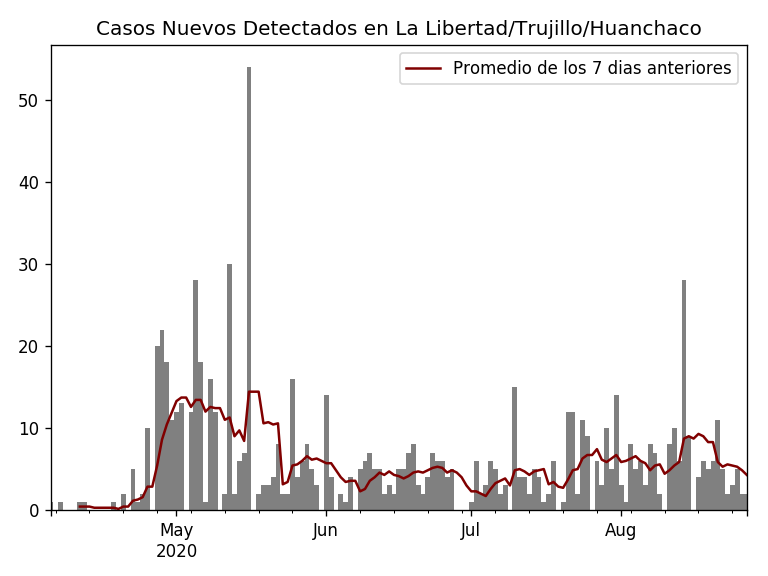 Casos Nuevos Detectados en La Libertad/Trujillo/Huanchaco
Promedio de los 7 dias anteriores
50
40
30
20
10
0
May
2020
Jun
Jul
Aug